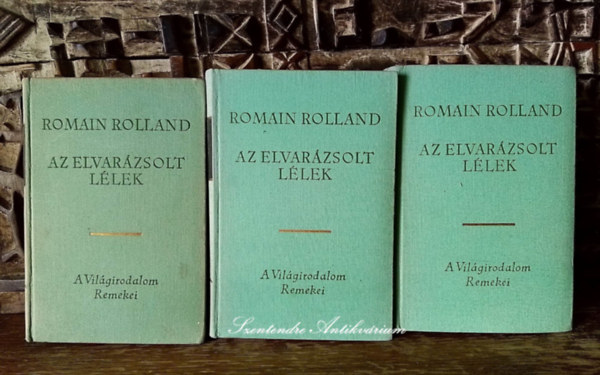 ROMAIN ROLLAND
AZ ELVARÁZSOLT
LÉLEK
A Világirodalom
Remekei
ROMAIN ROLLAND
AZ ELVARÁZSOLT
LÉLEK
A Világirodalom
Remekei
ROMAIN ROLLAND
AZ ELVARÁZSOLT
LÉLEK
A Világirodalom
Remekei
Szentendre Antikvárium